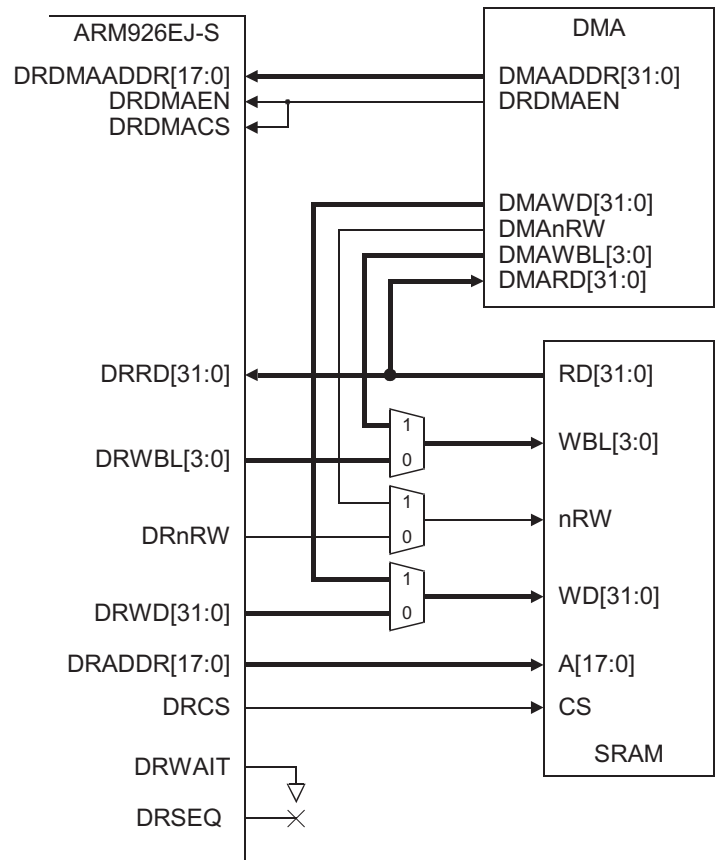 ARM926EJ-S
DMA
DRDMAADDR[17:0]
DMAADDR[31:0]
DRDMAEN
DRDMAEN
DRDMACS
DMAWD[31:0]
DMAnRW
DMAWBL[3:0]
DMARD[31:0]
DRRD[31:0]
RD[31:0]
1
WBL[3:0]
DRWBL[3:0]
0
1
nRW
DRnRW
0
1
WD[31:0]
DRWD[31:0]
0
DRADDR[17:0]
A[17:0]
DRCS
CS
SRAM
DRWAIT
DRSEQ